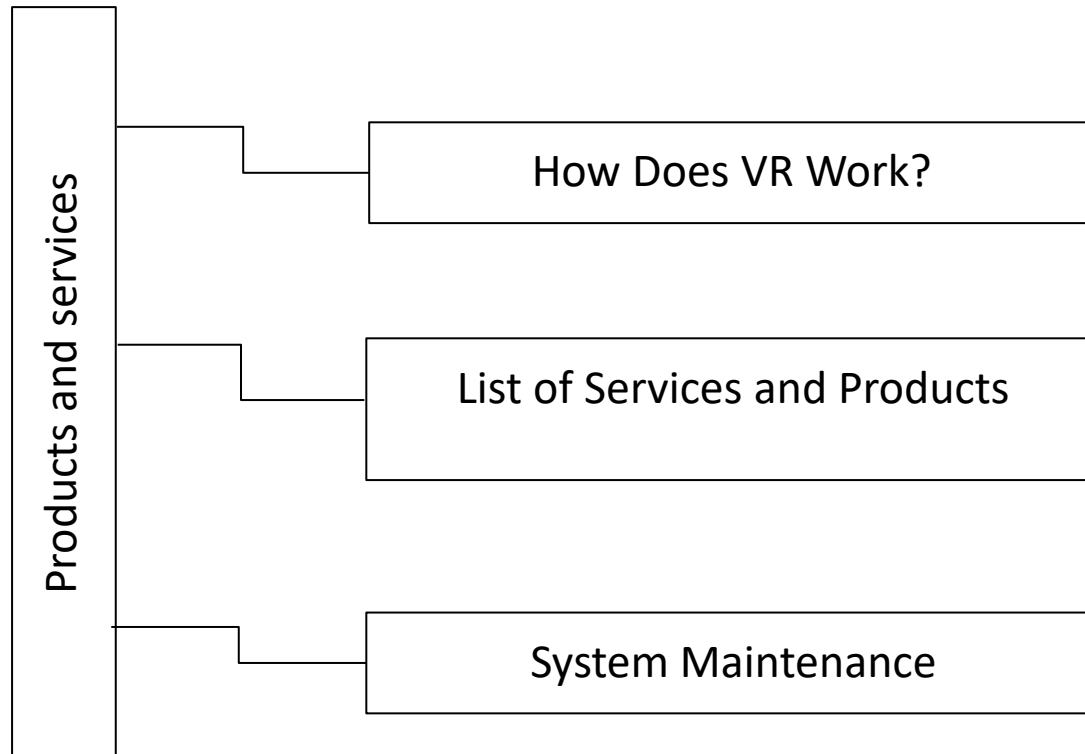 Products and services
How Does VR Work?
List of Services and Products
System Maintenance